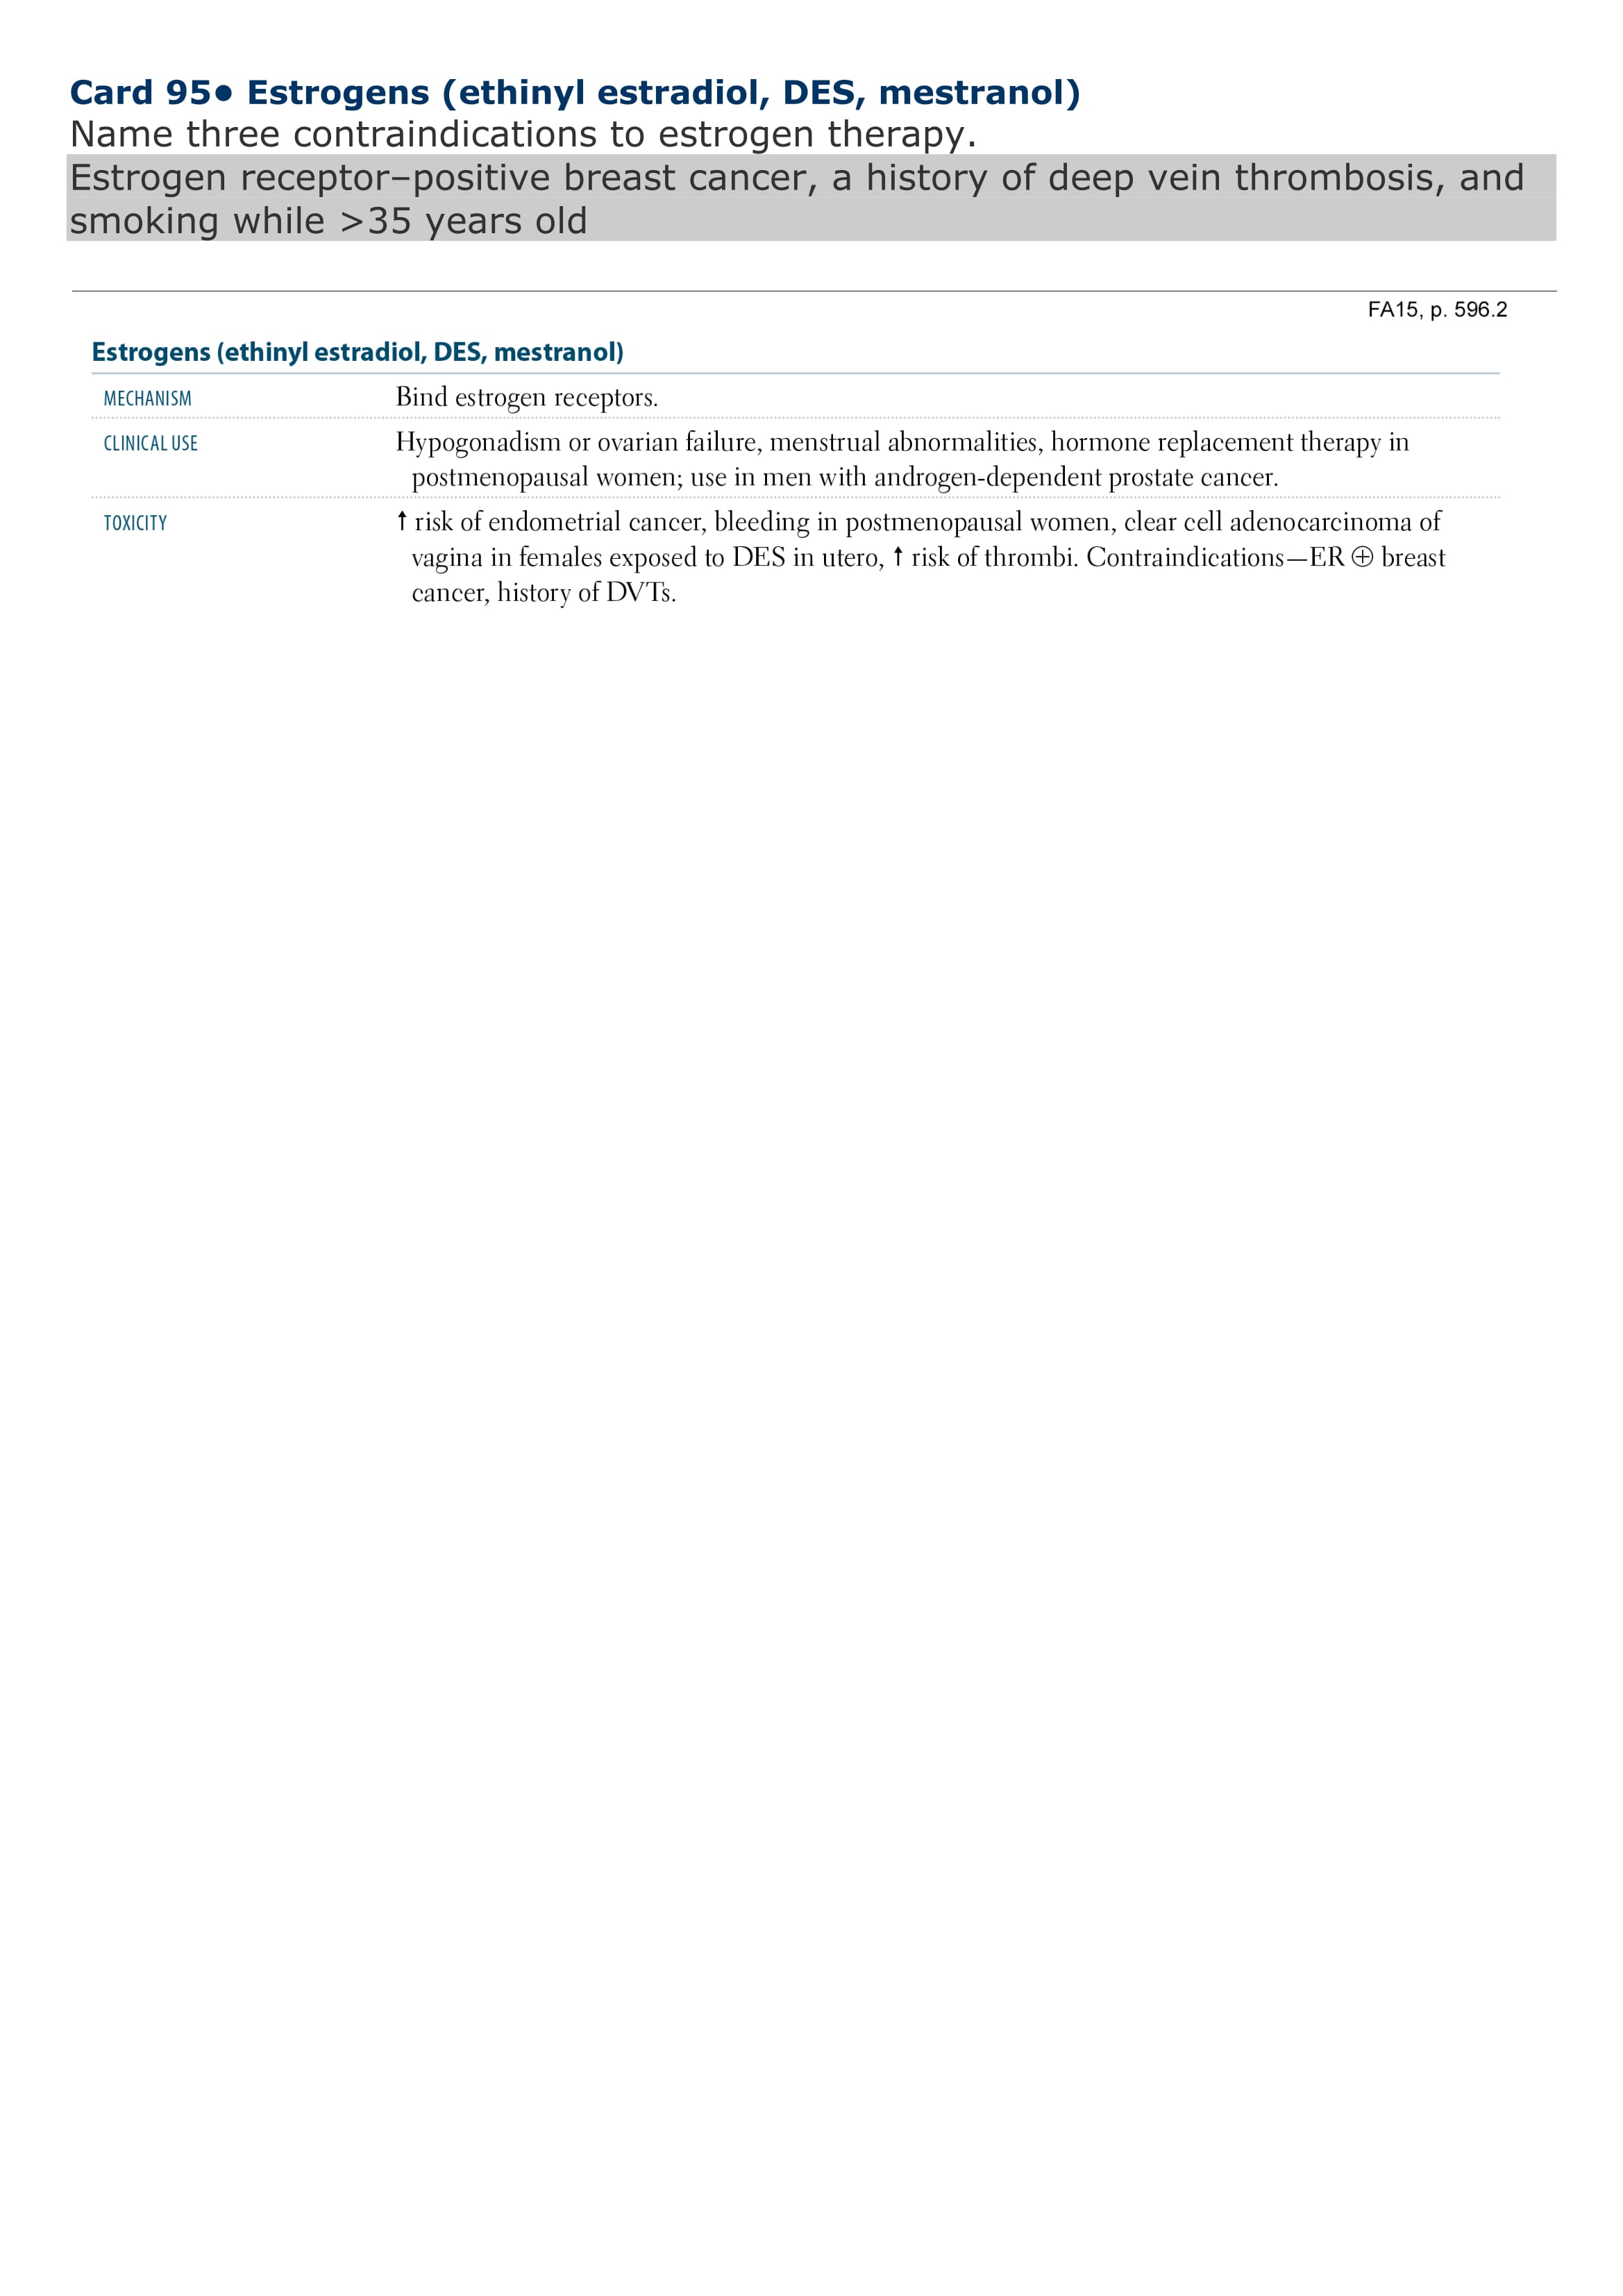 Card 95● Estrogens (ethinyl estradiol, DES, mestranol)
Name three contraindications to estrogen therapy.
Estrogen receptor–positive breast cancer, a history of deep vein thrombosis, and
smoking while >35 years old
FA15, p. 596.2
Estrogens (ethinyl estradiol, DES, mestranol)
MECHANISM Bind estrogen receptors.
CLINICAL USE Hypogonadism or ovarian failure, menstrual abnormalities, hormone replacement therapy in
postmenopausal women; use in men with androgen-dependent prostate cancer.
TOXICITY ↑ risk of endometrial cancer, bleeding in postmenopausal women, clear cell adenocarcinoma of
vagina in females exposed to DES in utero, ↑ risk of thrombi. Contraindications—ER ⊕ breast
cancer, history of DVTs.